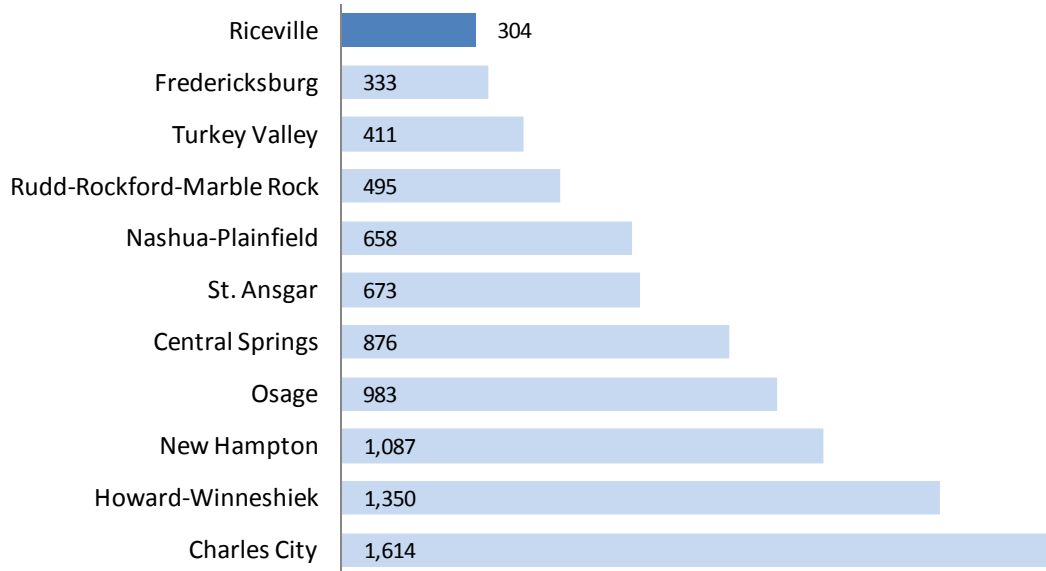 Riceville 304
Fredericksburg 333
Turkey Valley 411
Rudd-Rockford-Marble Rock 495
Nashua-Plainfield 658
St. Ansgar 673
Central Springs 876
Osage 983
New Hampton 1,087
Howard-Winneshiek 1,350
Charles City 1,614